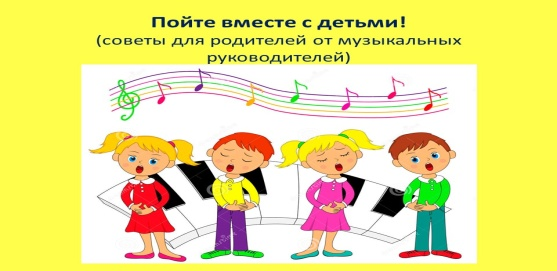 Пойте вместе с детьми!
(советы для родителей от музыкальных
руководителей)